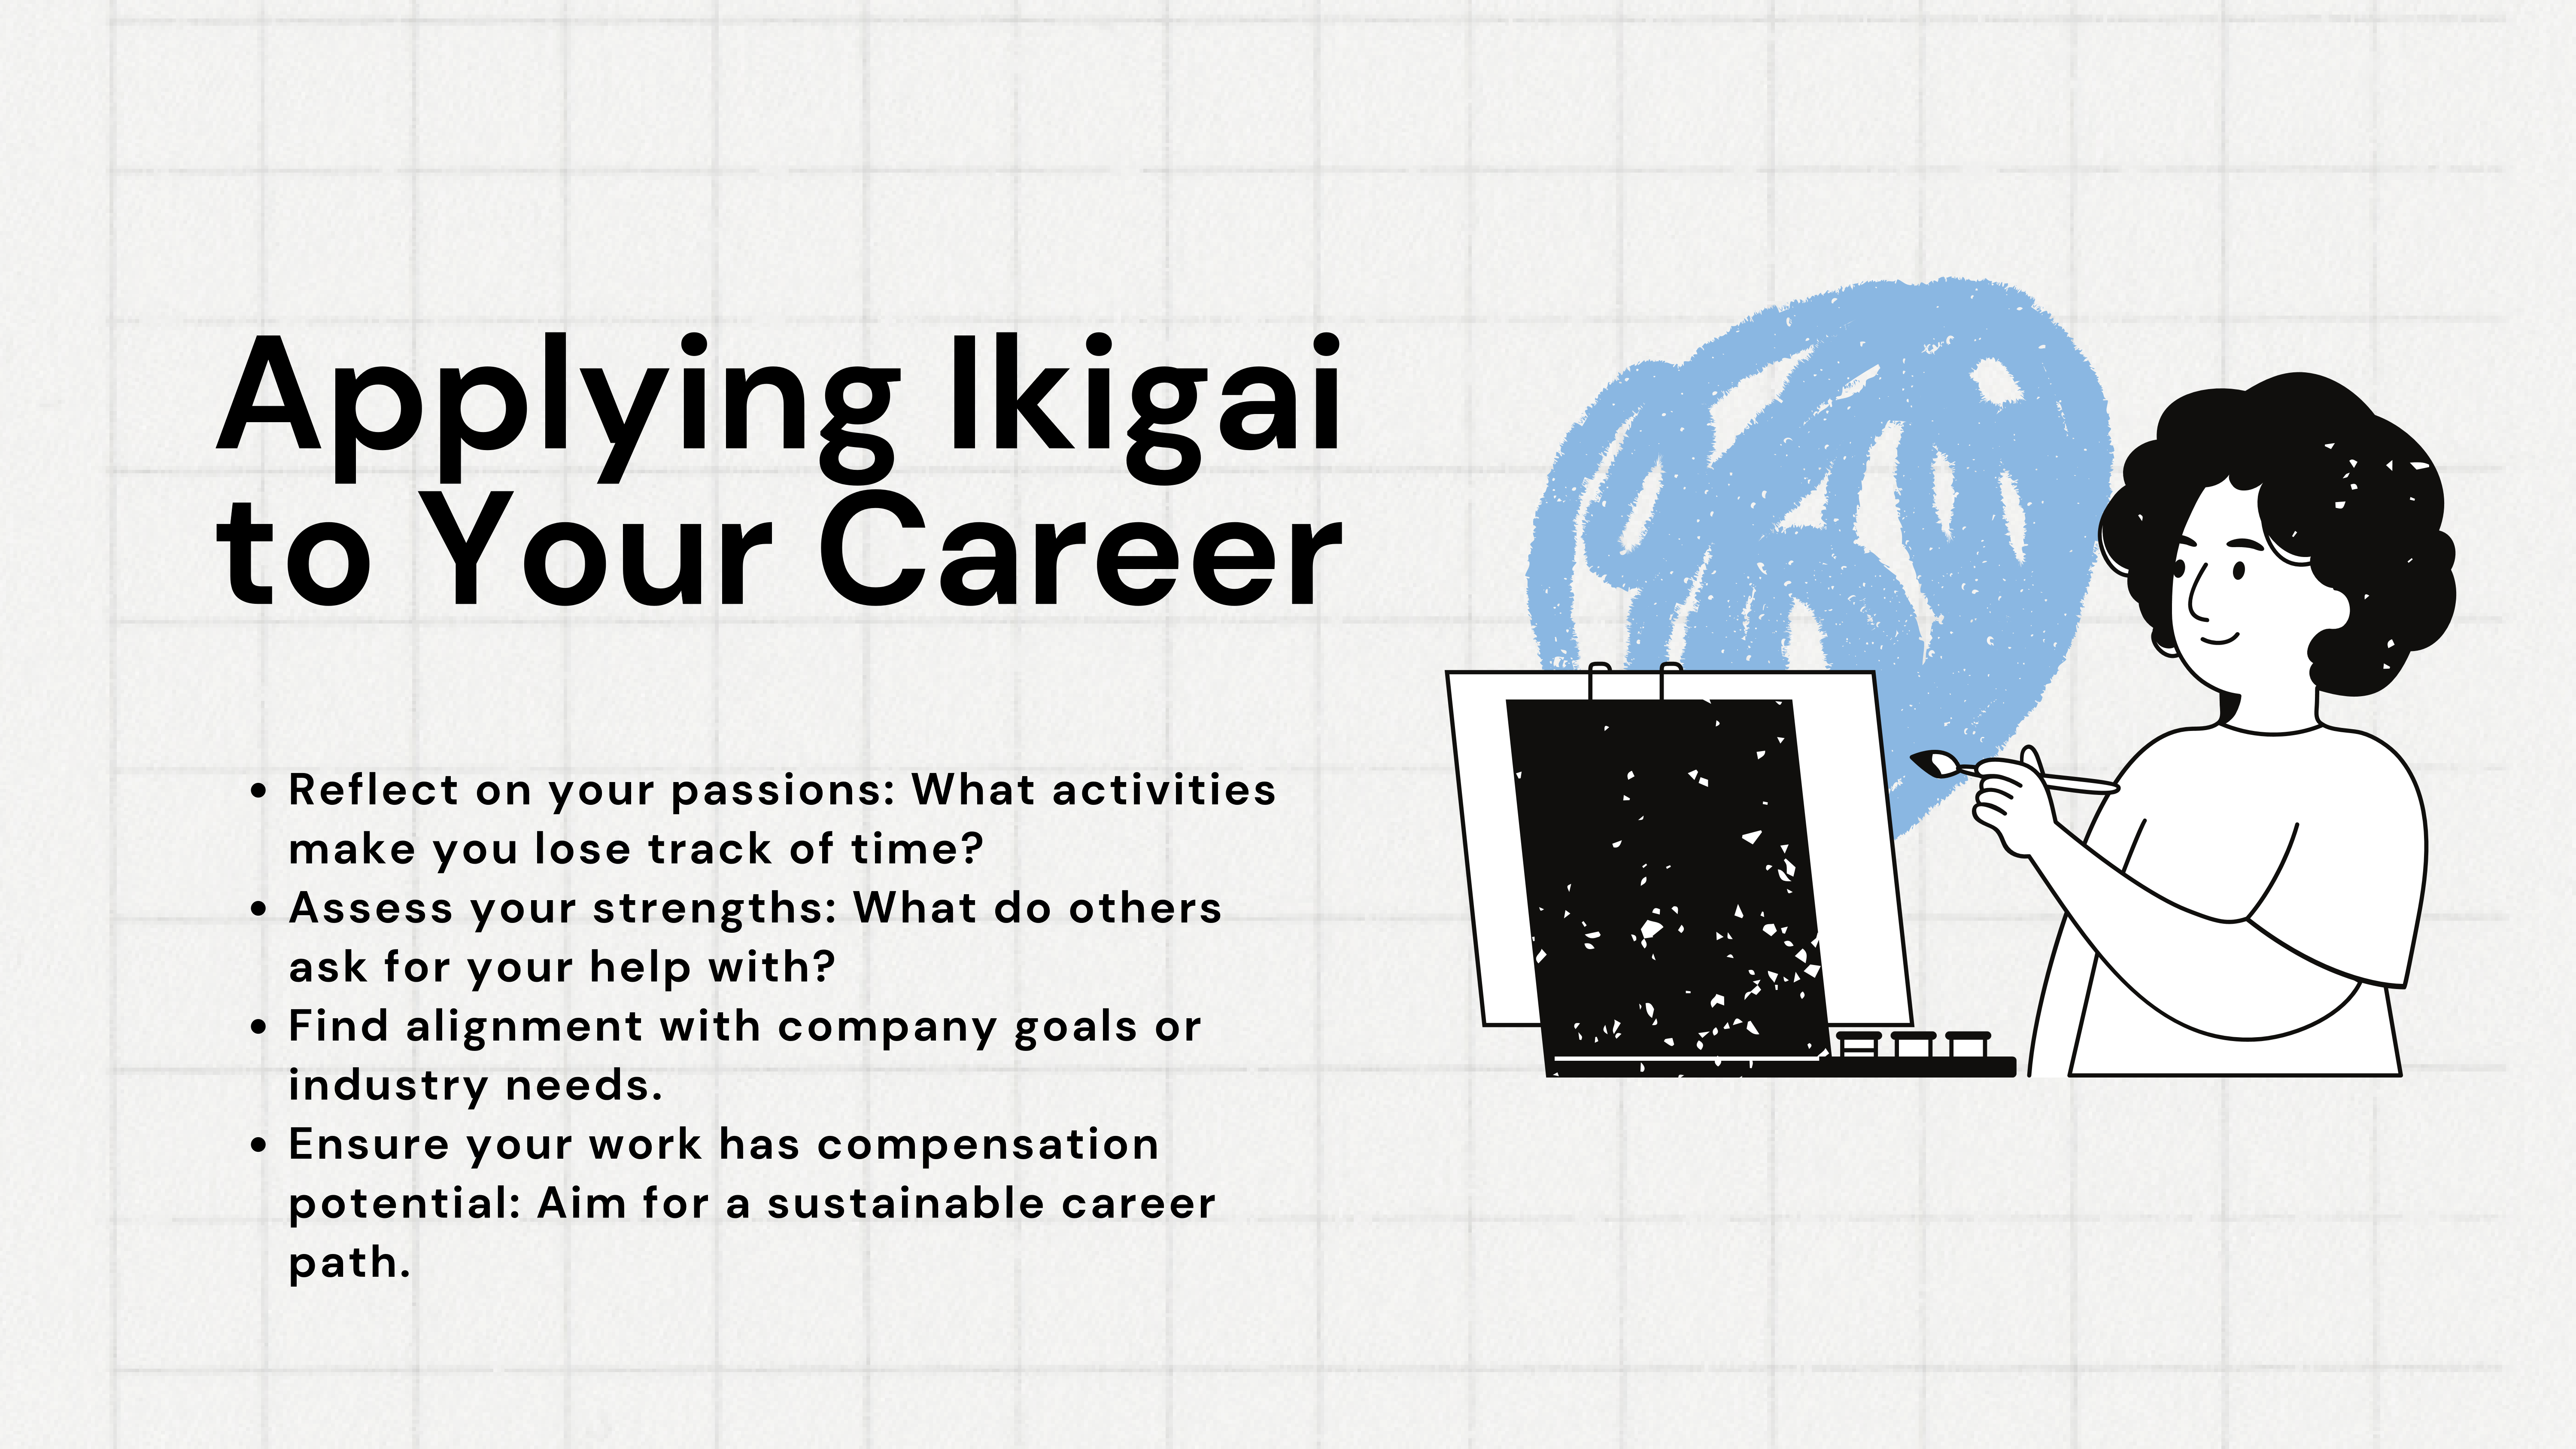 Applying Ikigai
to Your Career
• Reflect on your passions: What activities
make you lose track of time?
• Assess your strengths: What do others
ask for your help with?
• Find alignment with company goals or
industry needs.
• Ensure your work has compensation
potential: Aim for a sustainable career
path.